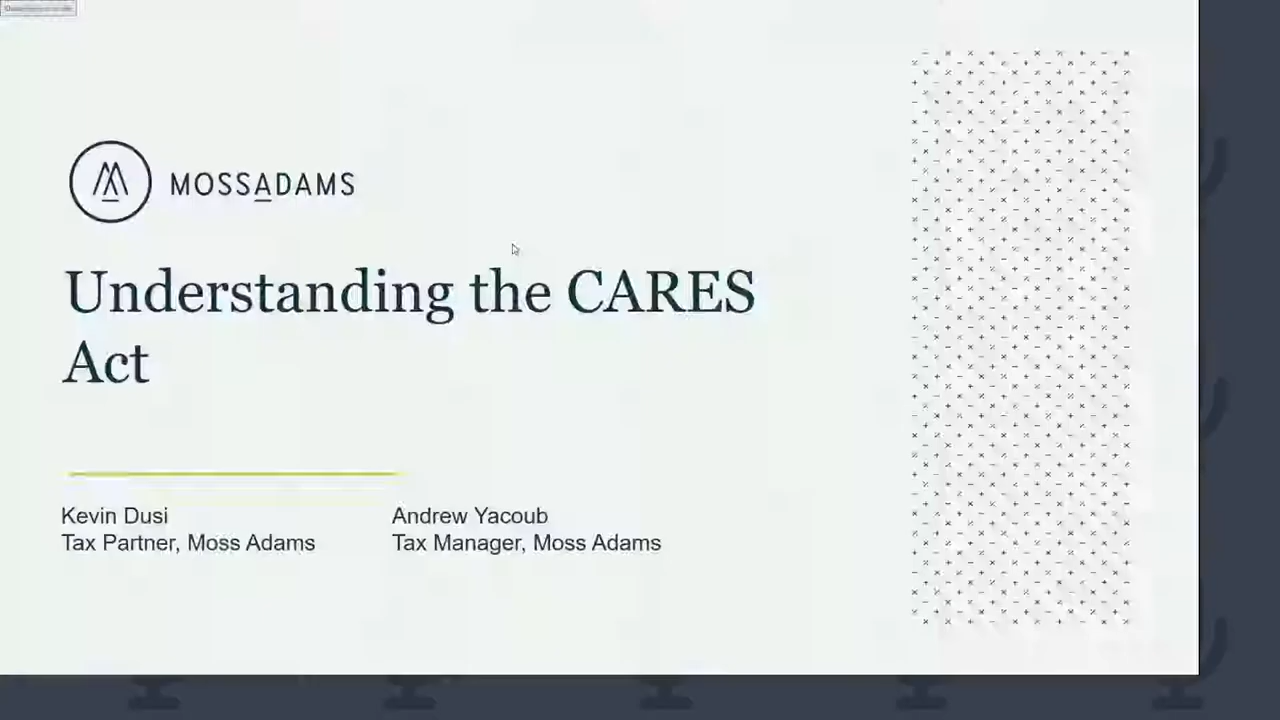 MOSSADAMS
Understanding the CARES
Act
Kevin Dusi
Tax Partner, Moss Adams
Andrew Yacoub
Tax Manager, Moss Adams